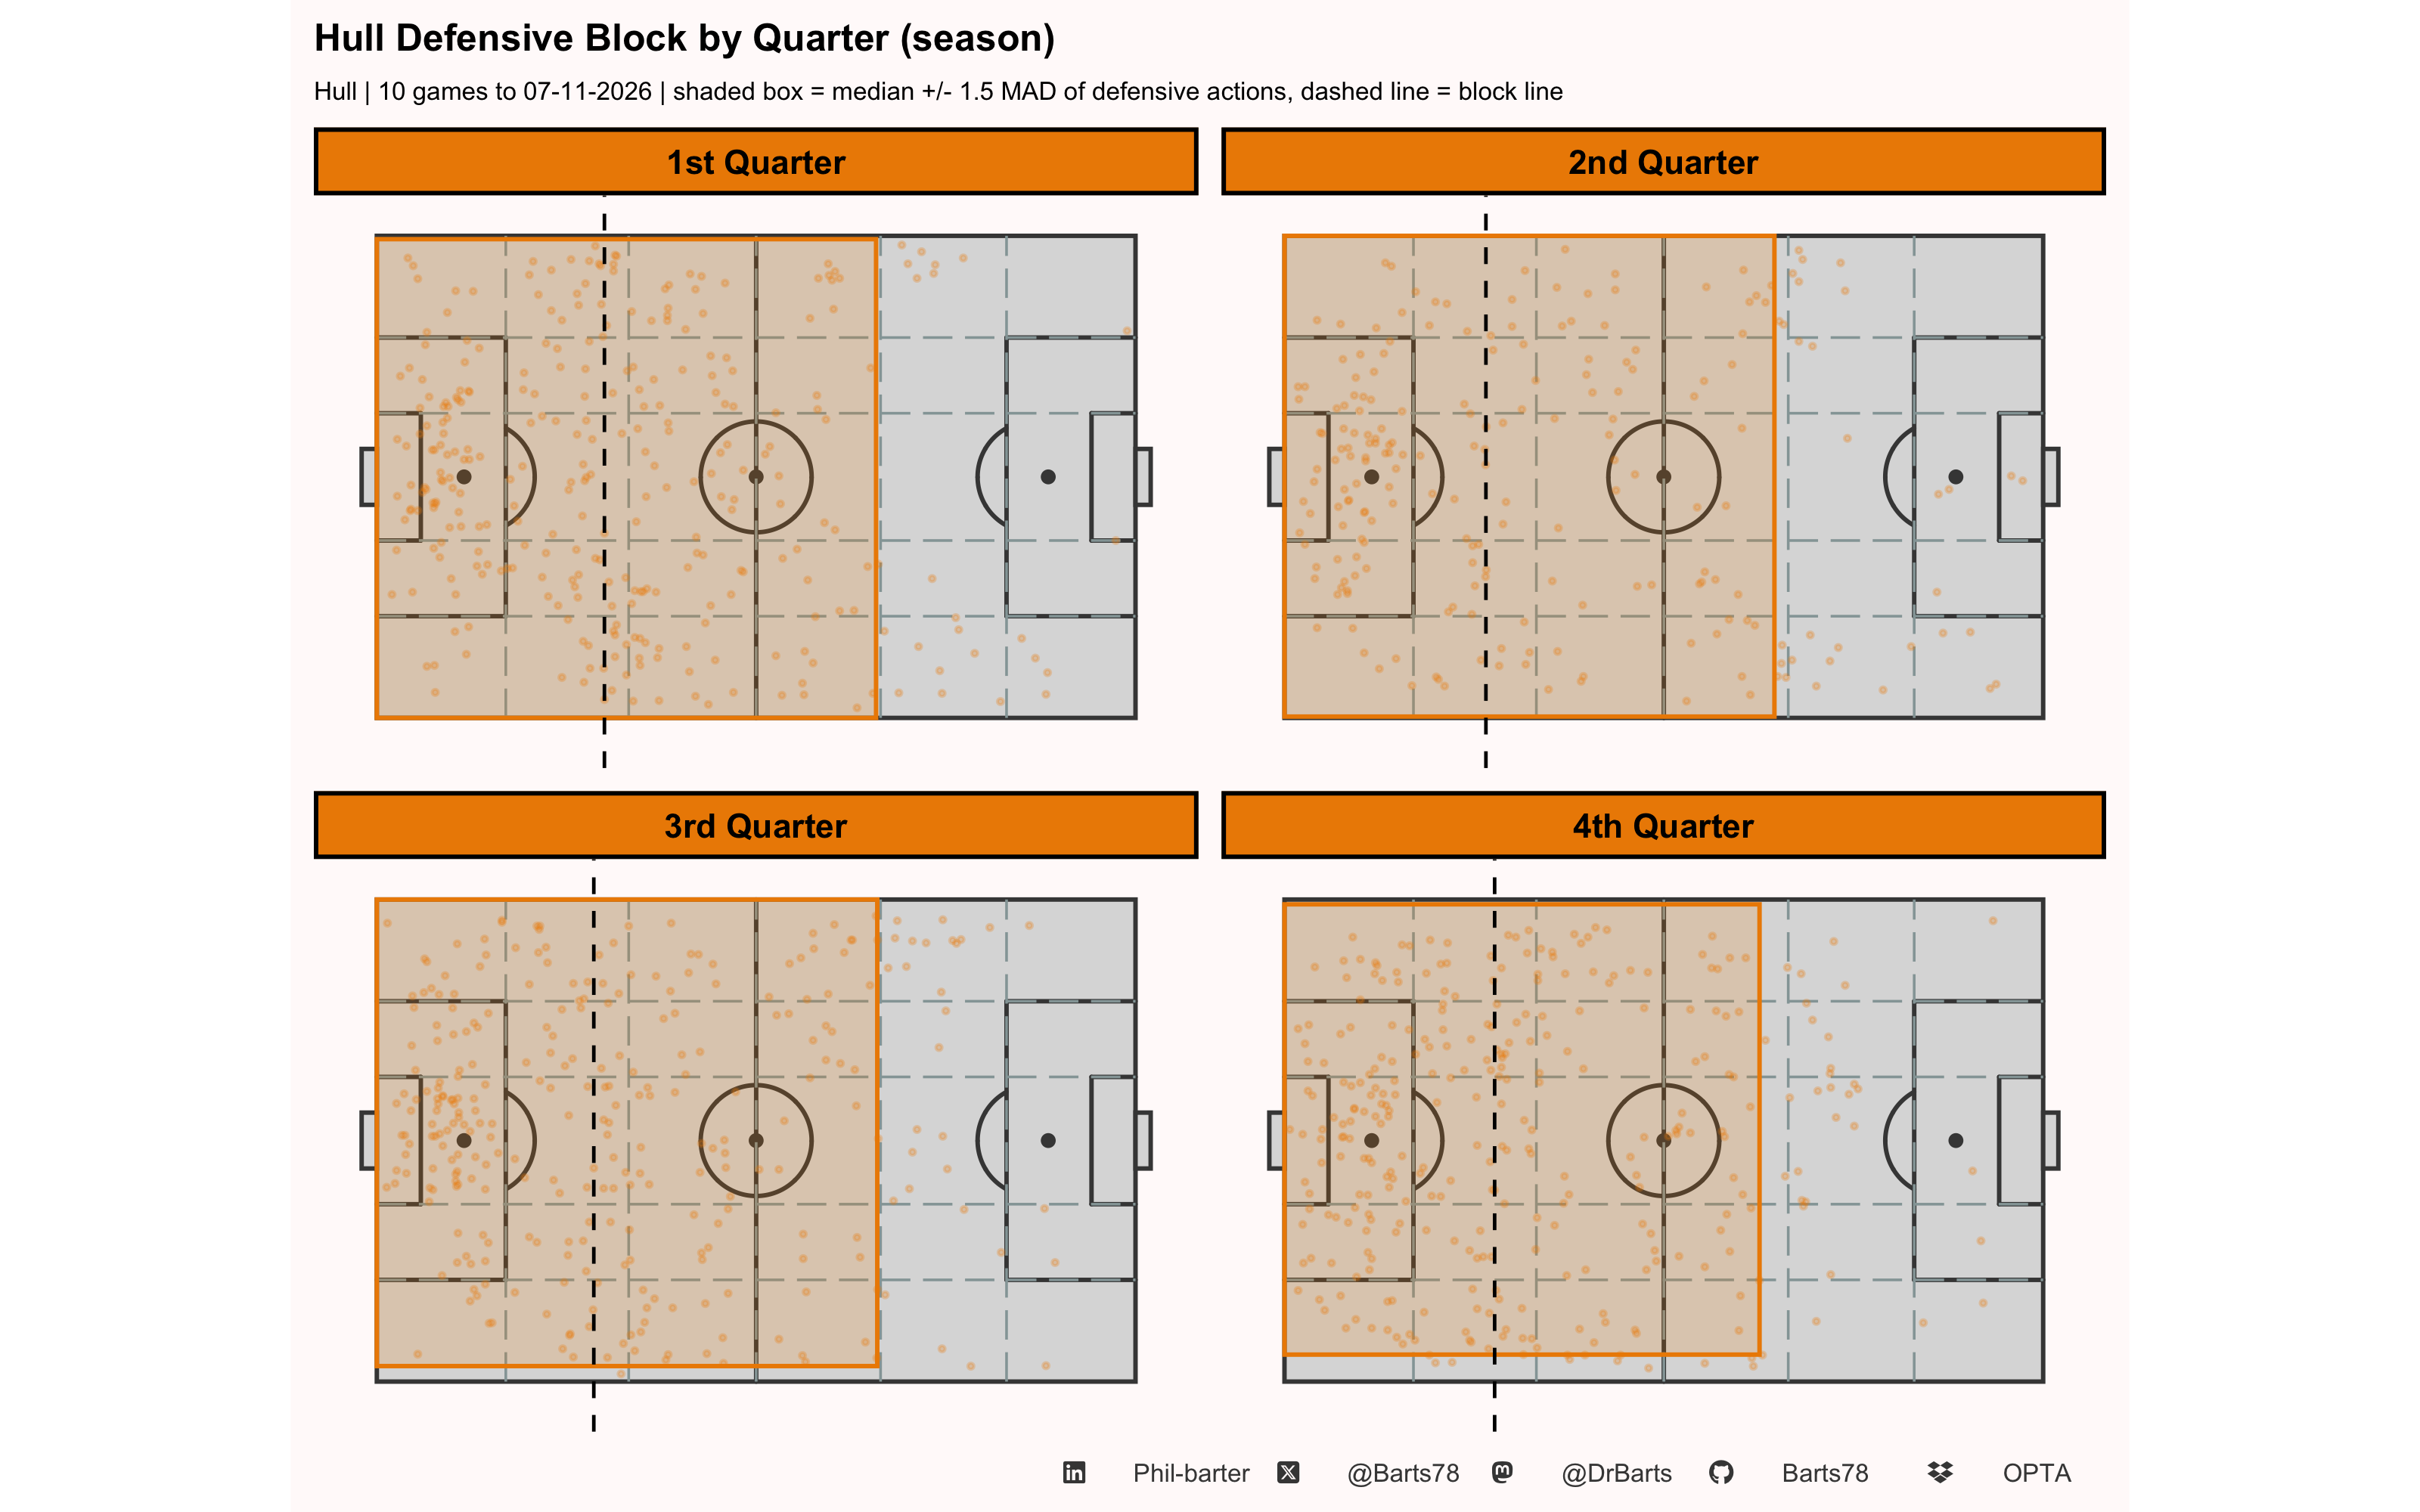 Hull Defensive Block by Quarter (season)
Hull | 10 games to 07-11-2026 | shaded box = median +/- 1.5 MAD of defensive actions, dashed line = block line
1st Quarter
2nd Quarter
3rd Quarter
4th Quarter
Phil-barter @Barts78 @DrBarts Barts78 OPTA